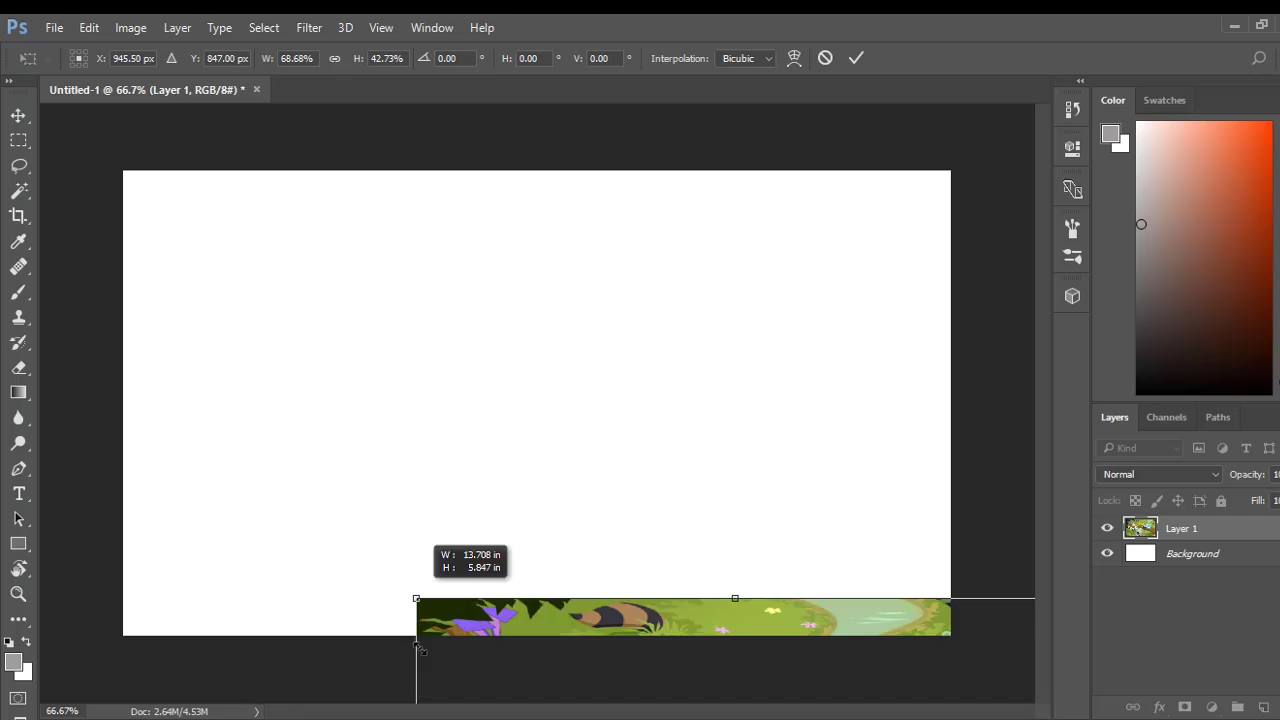 Ps File Edit Image Layer Type Select Filter 3D View Window Help
X: 945.50 px Y: 847.00 px W: 68.68% H: 42.73% 0.00 ° H: 0.00 ° V: 0.00 ° Interpolation: Bicubic
Untitled-1 @ 66.7% (Layer 1, RGB/8#) * ×
Color Swatches
Layers Channels Paths
Kind
Normal Opacity: 10
Lock: Fill: 10
Layer 1
Background
W: 13.708 in
H: 5.847 in
66.67% Doc: 2.64M/4.53M